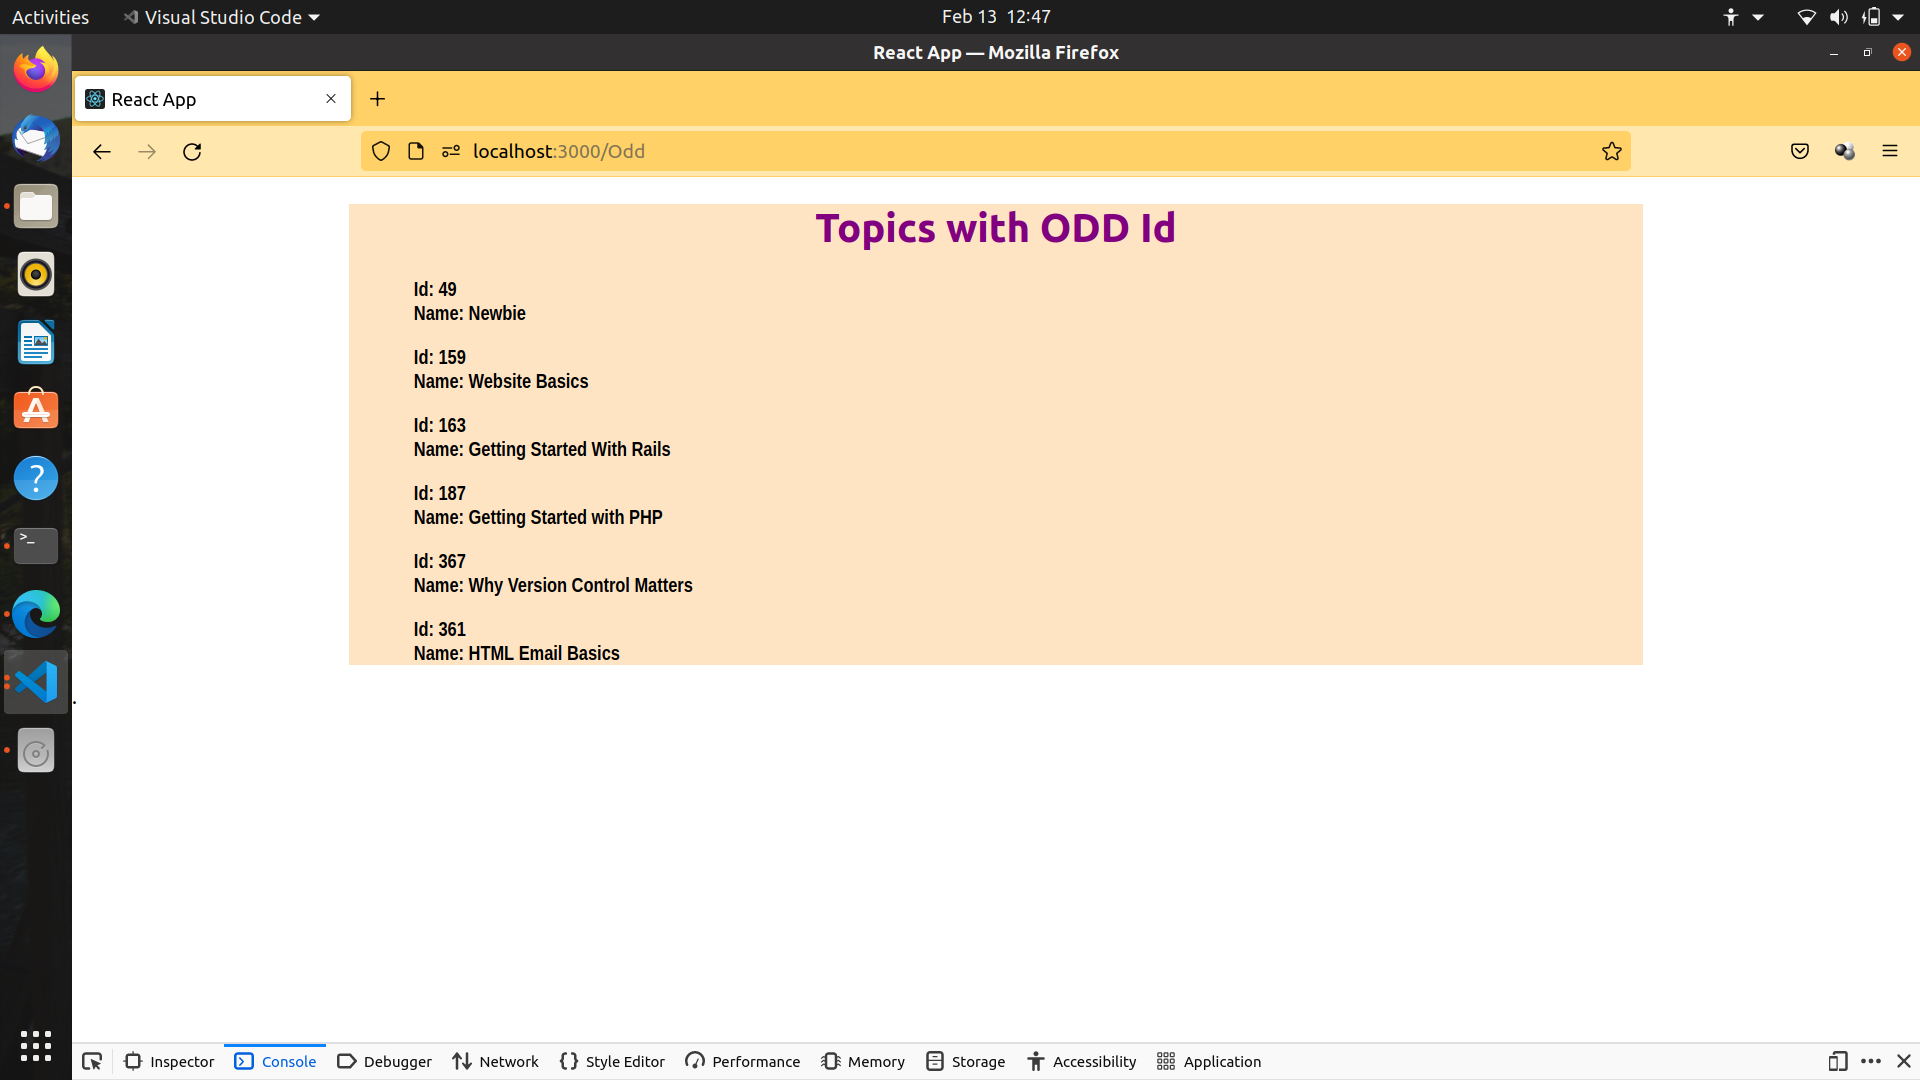 Activities
Visual Studio Code
Feb 13 12:47
React App — Mozilla Firefox
React App
localhost:3000/Odd
Topics with ODD Id
Id: 49
Name: Newbie
Id: 159
Name: Website Basics
Id: 163
Name: Getting Started With Rails
Id: 187
Name: Getting Started with PHP
Id: 367
Name: Why Version Control Matters
Id: 361
Name: HTML Email Basics
.
Inspector
Console
Debugger
Network
Style Editor
Performance
Memory
Storage
Accessibility
Application